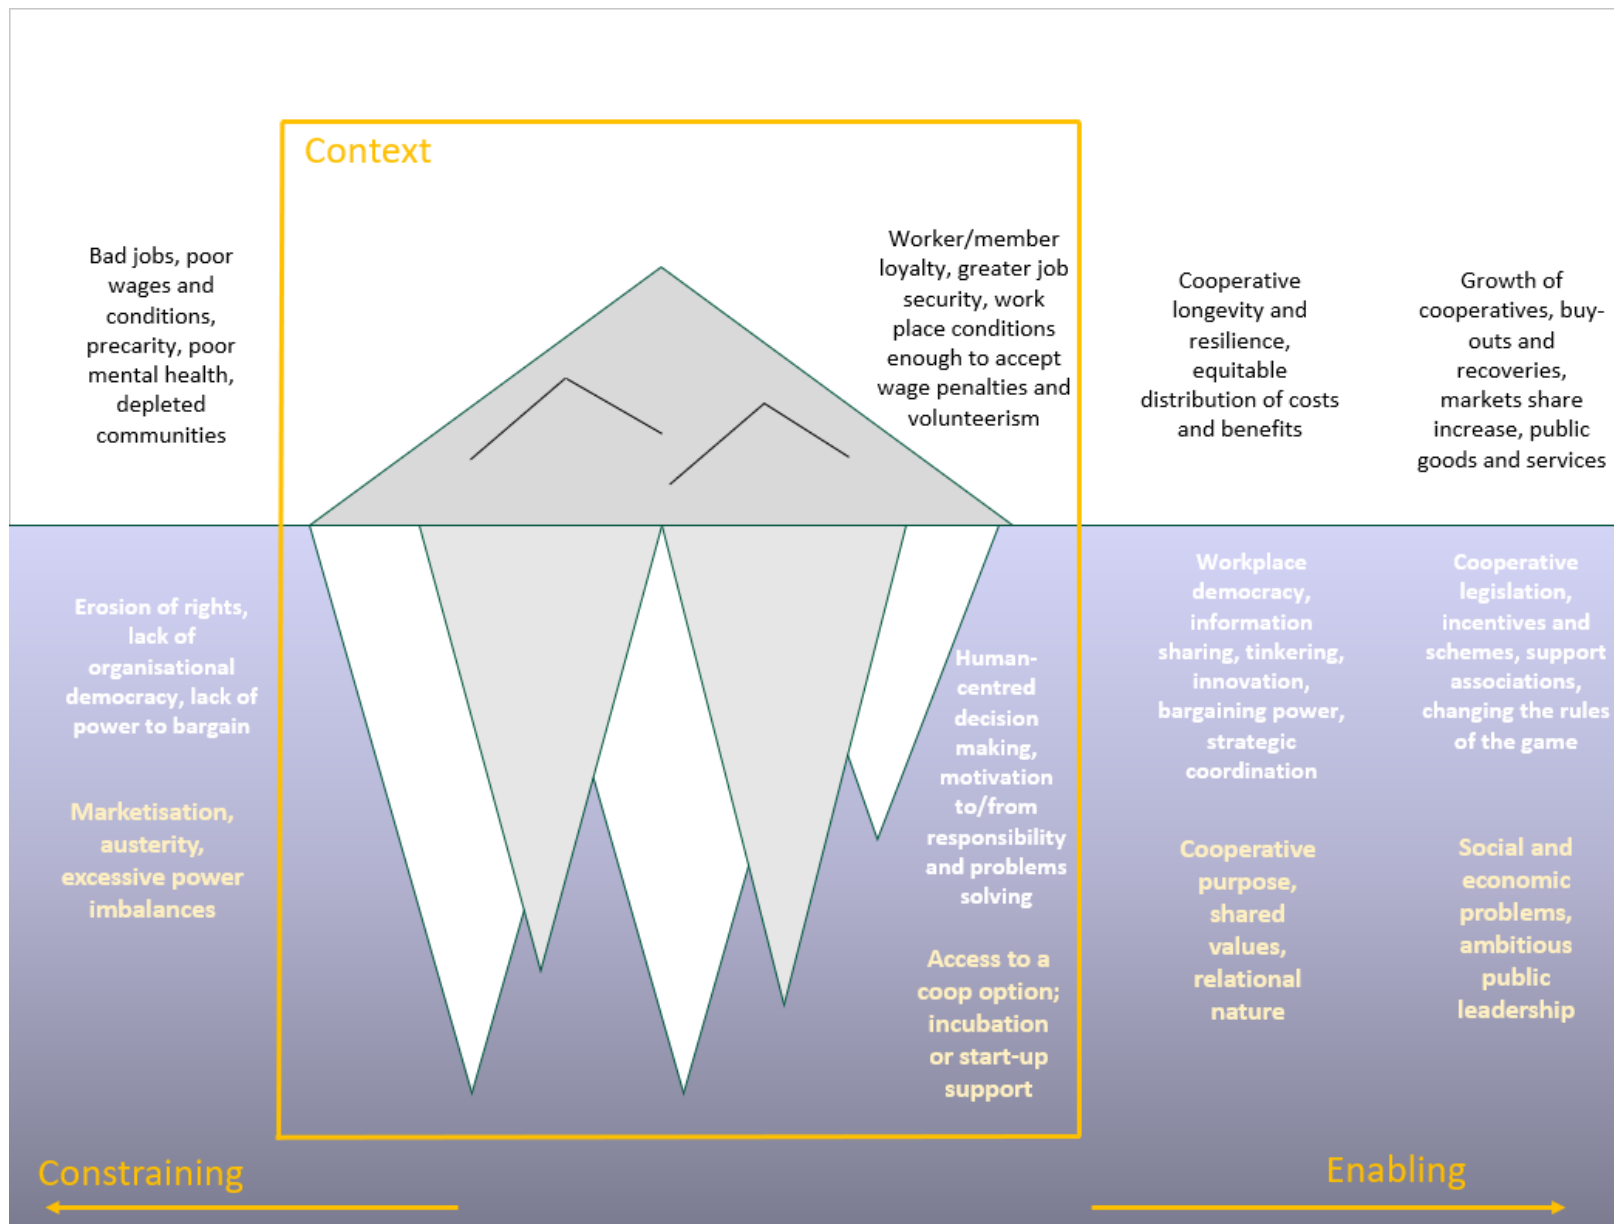 Context
Bad jobs, poor
wages and
conditions,
precarity, poor
mental health,
depleted
communities
Worker/member
loyalty, greater job
security, work
place conditions
enough to accept
wage penalties and
volunteerism
Cooperative
longevity and
resilience,
equitable
distribution of costs
and benefits
Growth of
cooperatives, buy-
outs and
recoveries,
markets share
increase, public
goods and services
Erosion of rights,
lack of
organisational
democracy, lack of
power to bargain
Marketisation,
austerity,
excessive power
imbalances
Human-
centred
decision
making,
motivation
to/from
responsibility
and problems
solving
Access to a
coop option;
incubation
or start-up
support
Workplace
democracy,
information
sharing, tinkering,
innovation,
bargaining power,
strategic
coordination
Cooperative
purpose,
shared
values,
relational
nature
Cooperative
legislation,
incentives and
schemes, support
associations,
changing the rules
of the game
Social and
economic
problems,
ambitious
public
leadership
Constraining
Enabling